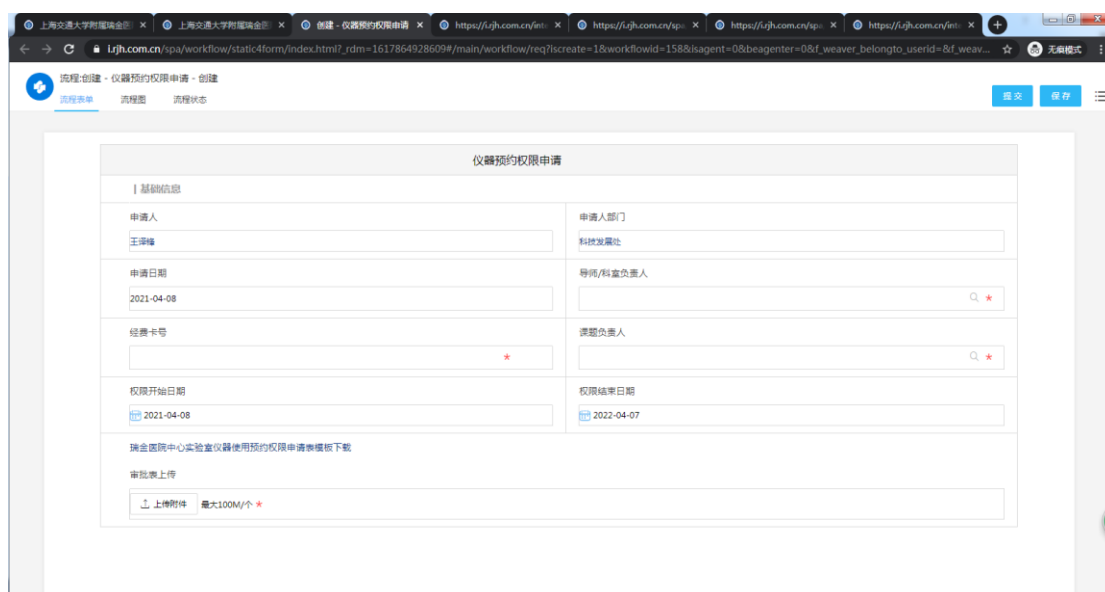 上海交通大学附属瑞金医
上海交通大学附属瑞金医
创建 - 仪器预约权限申请
https://i.rjh.com.cn/inte
https://i.rjh.com.cn/spa
https://i.rjh.com.cn/spa
https://i.rjh.com.cn/inte
i.rjh.com.cn/spa/workflow/static4form/index.html?_rdm=1617864928609#/main/workflow/req?iscreate=1&workflowid=158&isagent=0&beagenter=0&f_weaver_belongto_userid=&f_weav...
无痕模式
流程:创建 - 仪器预约权限申请 - 创建
流程表单 流程图 流程状态
提交 保存
仪器预约权限申请
基础信息
申请人 申请人部门
科技发展处
申请日期 导师/科室负责人
2021-04-08
*
经费卡号 课题负责人
* *
权限开始日期 权限结束日期
2021-04-08 2022-04-07
瑞金医院中心实验室仪器使用预约权限申请表模板下载
审批表上传
上传附件 最大100M/个 *